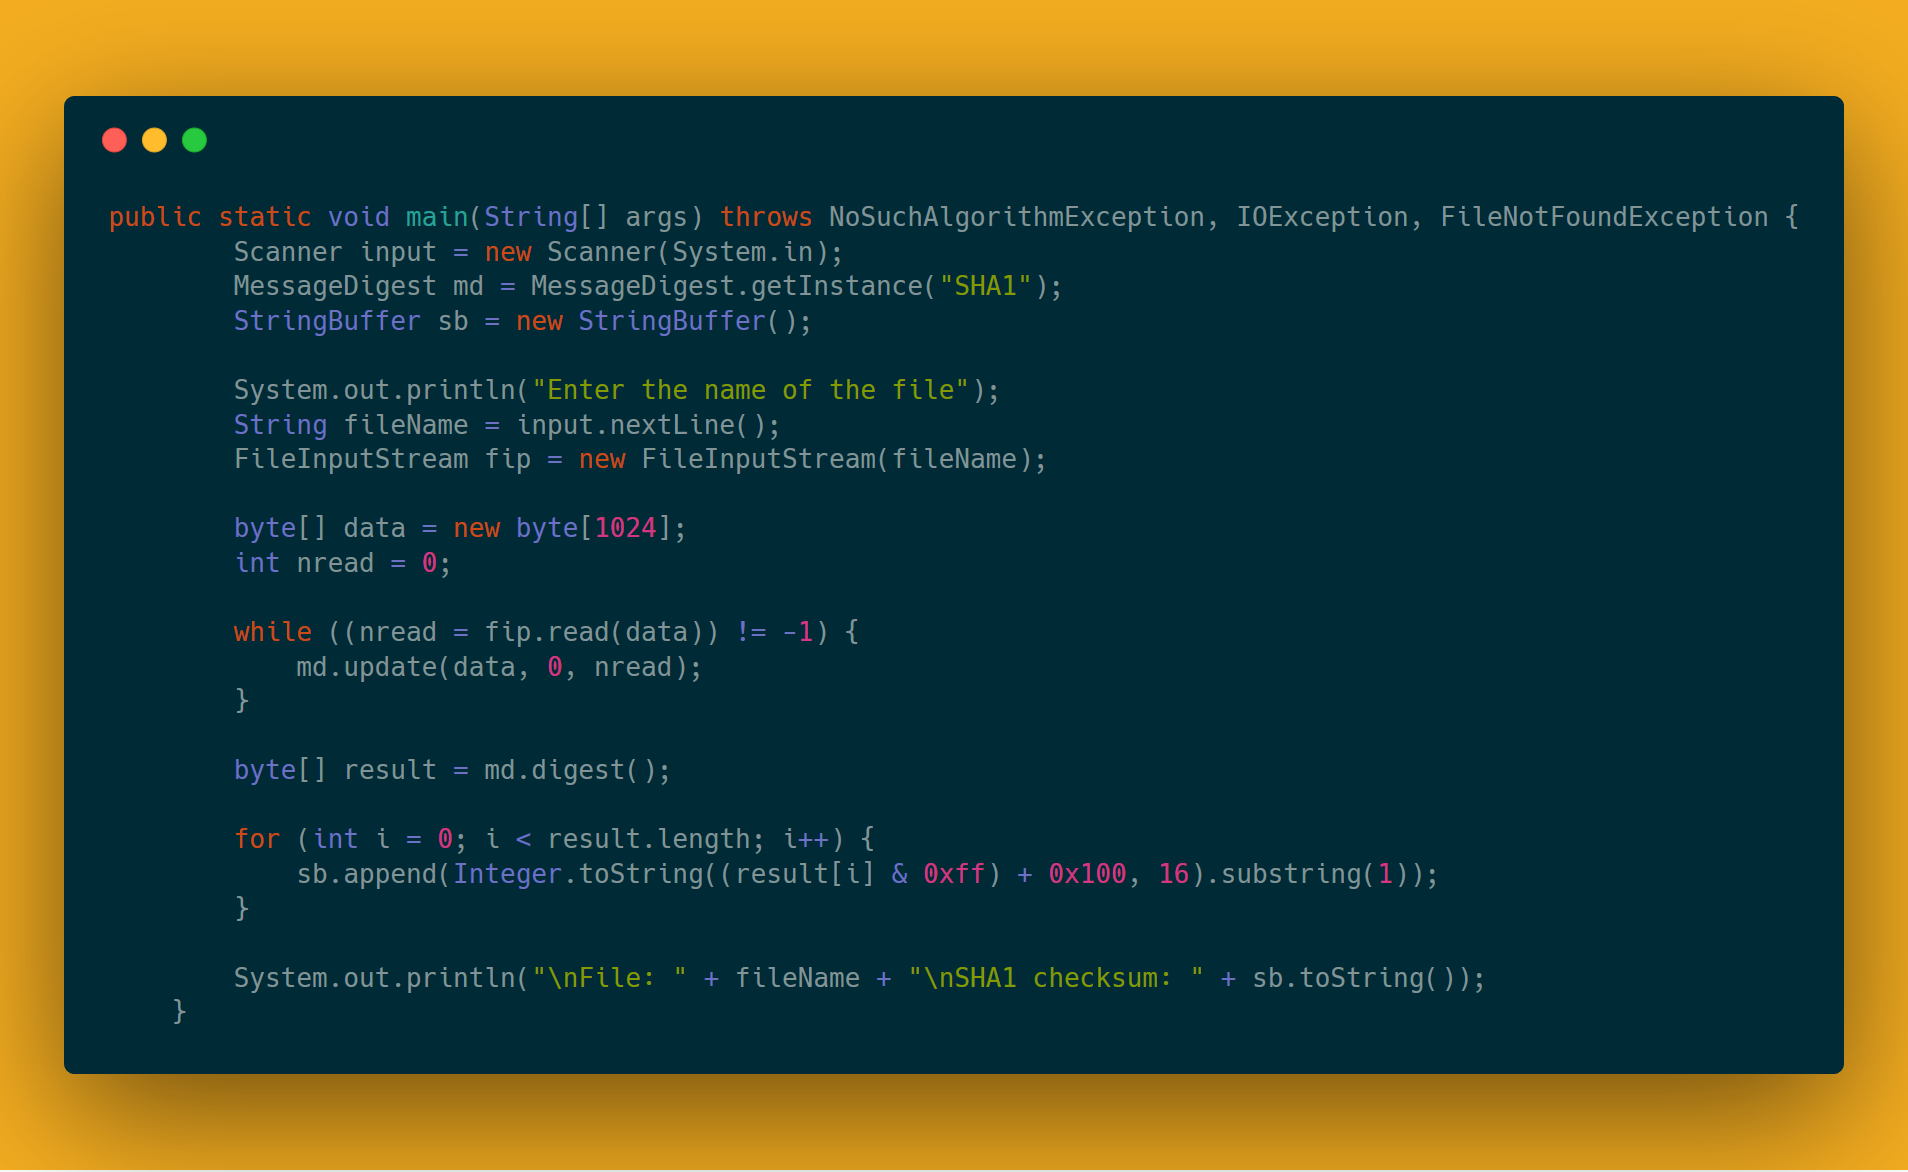 public static void main(String[] args) throws NoSuchAlgorithmException, IOException, FileNotFoundException {
        Scanner input = new Scanner(System.in);
        MessageDigest md = MessageDigest.getInstance("SHA1");
        StringBuffer sb = new StringBuffer();

        System.out.println("Enter the name of the file");
        String fileName = input.nextLine();
        FileInputStream fip = new FileInputStream(fileName);

        byte[] data = new byte[1024];
        int nread = 0;

        while ((nread = fip.read(data)) != -1) {
            md.update(data, 0, nread);
        }

        byte[] result = md.digest();

        for (int i = 0; i < result.length; i++) {
            sb.append(Integer.toString((result[i] & 0xff) + 0x100, 16).substring(1));
        }

        System.out.println("\nFile: " + fileName + "\nSHA1 checksum: " + sb.toString());
    }